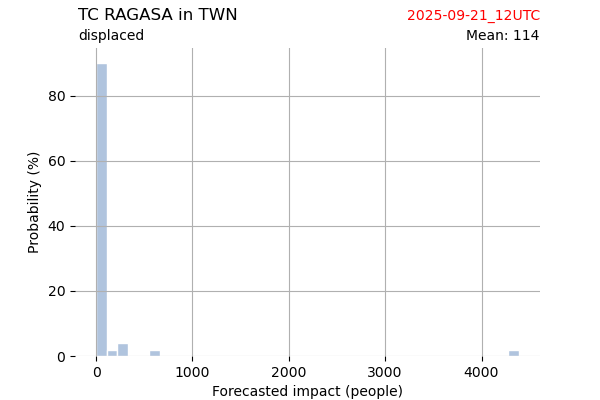 TC RAGASA in TWN
2025-09-21_12UTC
displaced
Mean: 114
Probability (%)
80
60
40
20
0
0 1000 2000 3000 4000
Forecasted impact (people)